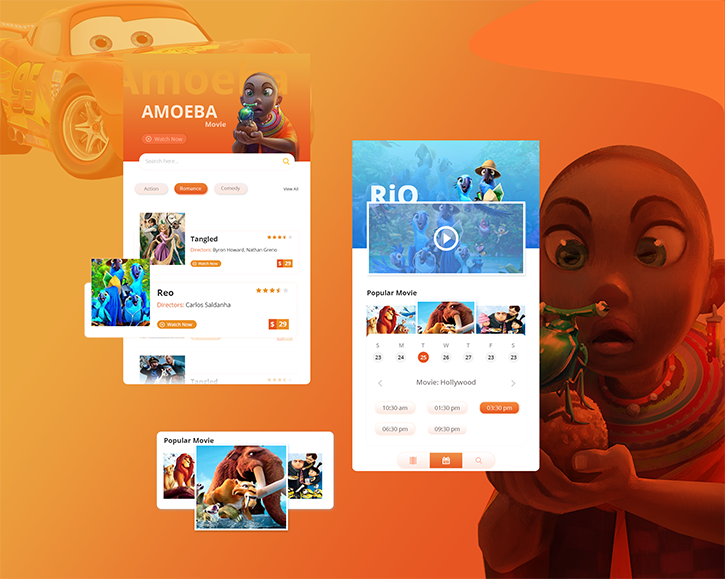 95
Amoeba
AMOEBA
Movie
Watch Now
Search Here...
Action
Romance
Comedy
View All
Tangled
Directors: Byron Howard, Nathan Greno
Watch Now
$ 29
Reo
Directors: Carlos Saldanha
Watch Now
$ 29
Tangled
Popular Movie
RiO
Popular Movie
S M T W T F S
23 24 25 26 27 28 23
Movie: Hollywood
10:30 am 01:30 pm 03:30 pm
06:30 pm 09:30 pm